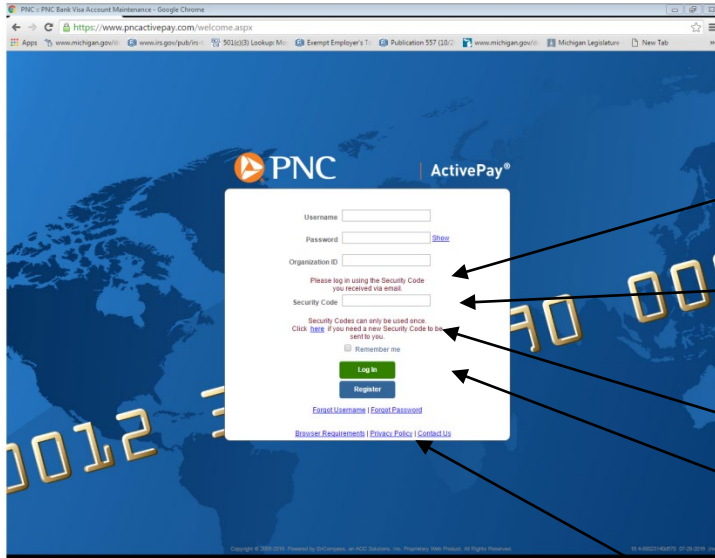 PNC :: PNC Bank Visa Account Maintenance - Google Chrome
https://www.pncactivepay.com/welcome.aspx
Apps www.michigan.gov/ www.irs.gov/pub/irs- 501(c)(3) Lookup: Exempt Employer's Publication 557 (10/2 www.michigan.gov/ Michigan Legislature New Tab »
PNC | ActivePay®
Username
Password Show
Organization ID
Please log in using the Security Code
you received via email.
Security Code
Security Codes can only be used once.
Click here if you need a new Security Code to be
sent to you.
Remember me
Log In
Register
Forgot Username | Forgot Password
Browser Requirements | Privacy Policy | Contact Us
0012
90 00